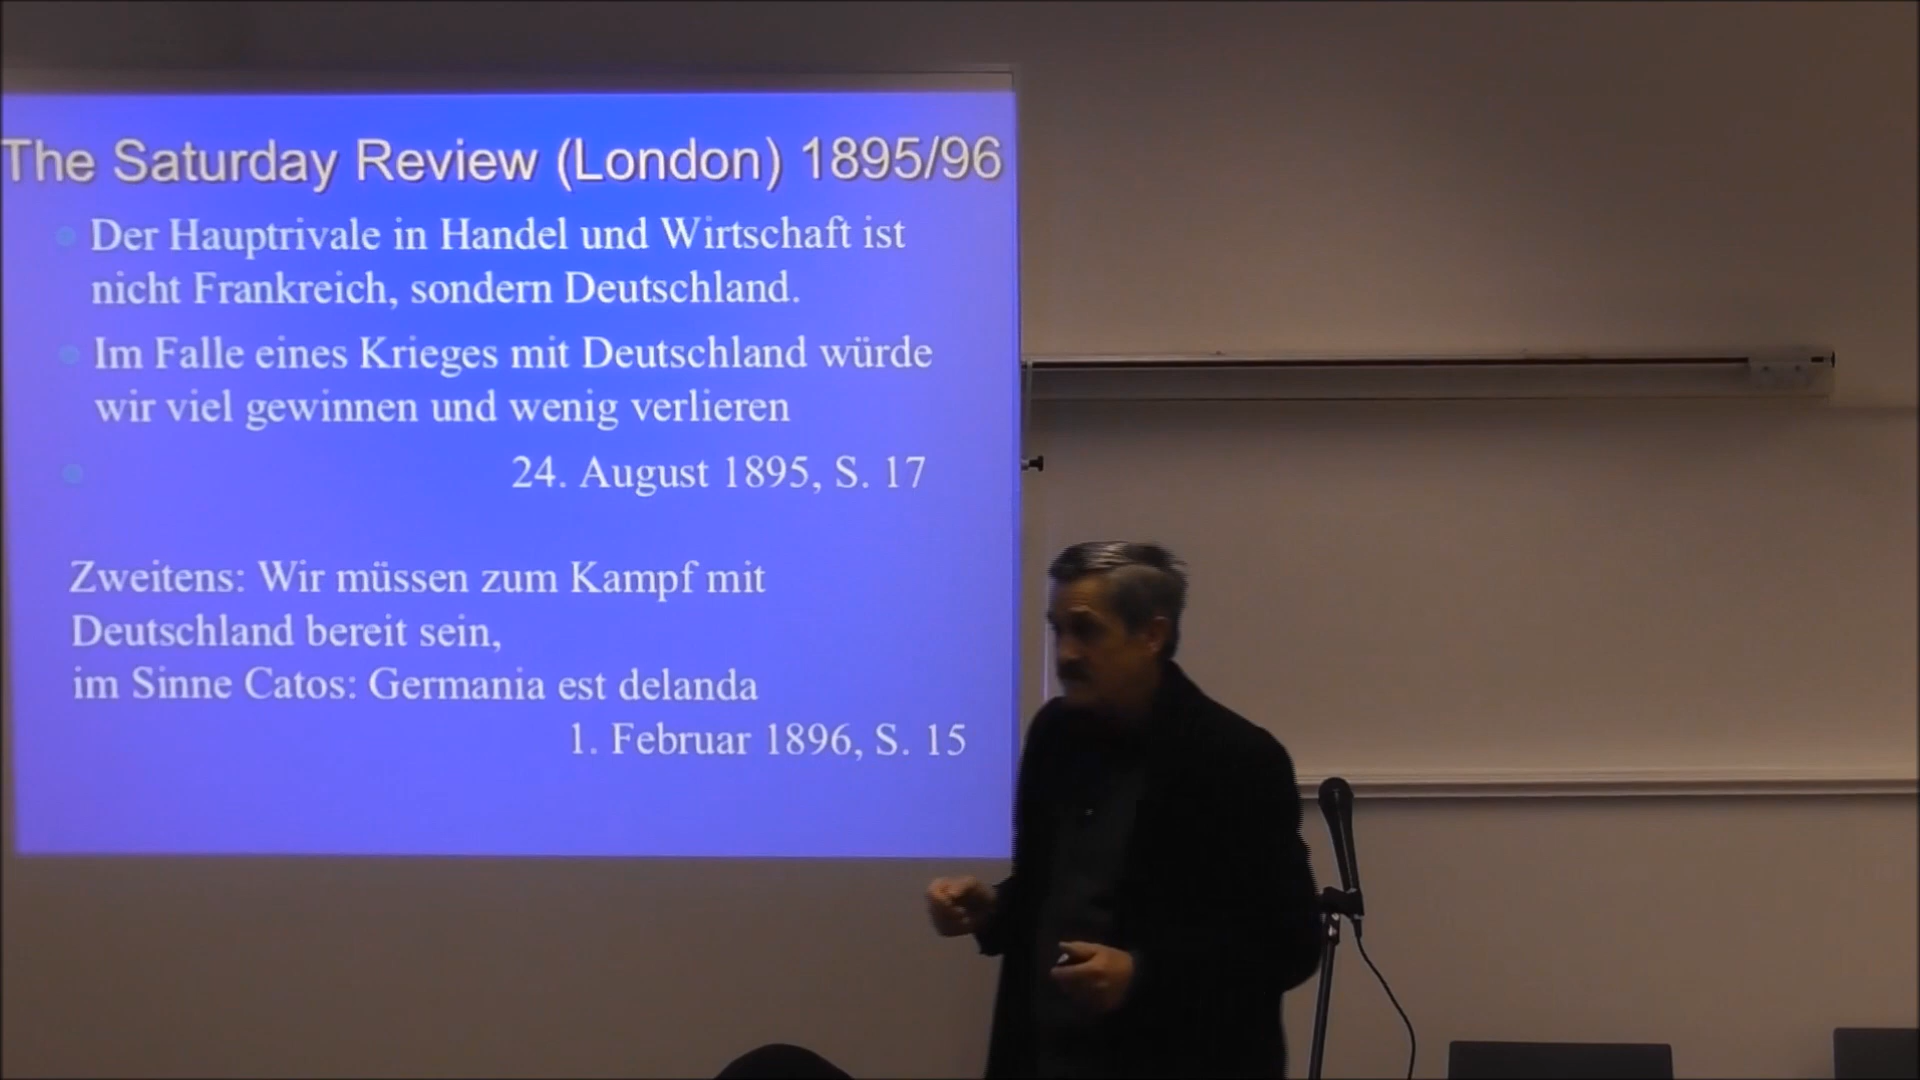 The Saturday Review (London) 1895/96
Der Hauptrivale in Handel und Wirtschaft ist
nicht Frankreich, sondern Deutschland.
Im Falle eines Krieges mit Deutschland würde
wir viel gewinnen und wenig verlieren
24. August 1895, S. 17
Zweitens: Wir müssen zum Kampf mit
Deutschland bereit sein,
im Sinne Catos: Germania est delanda
1. Februar 1896, S. 15